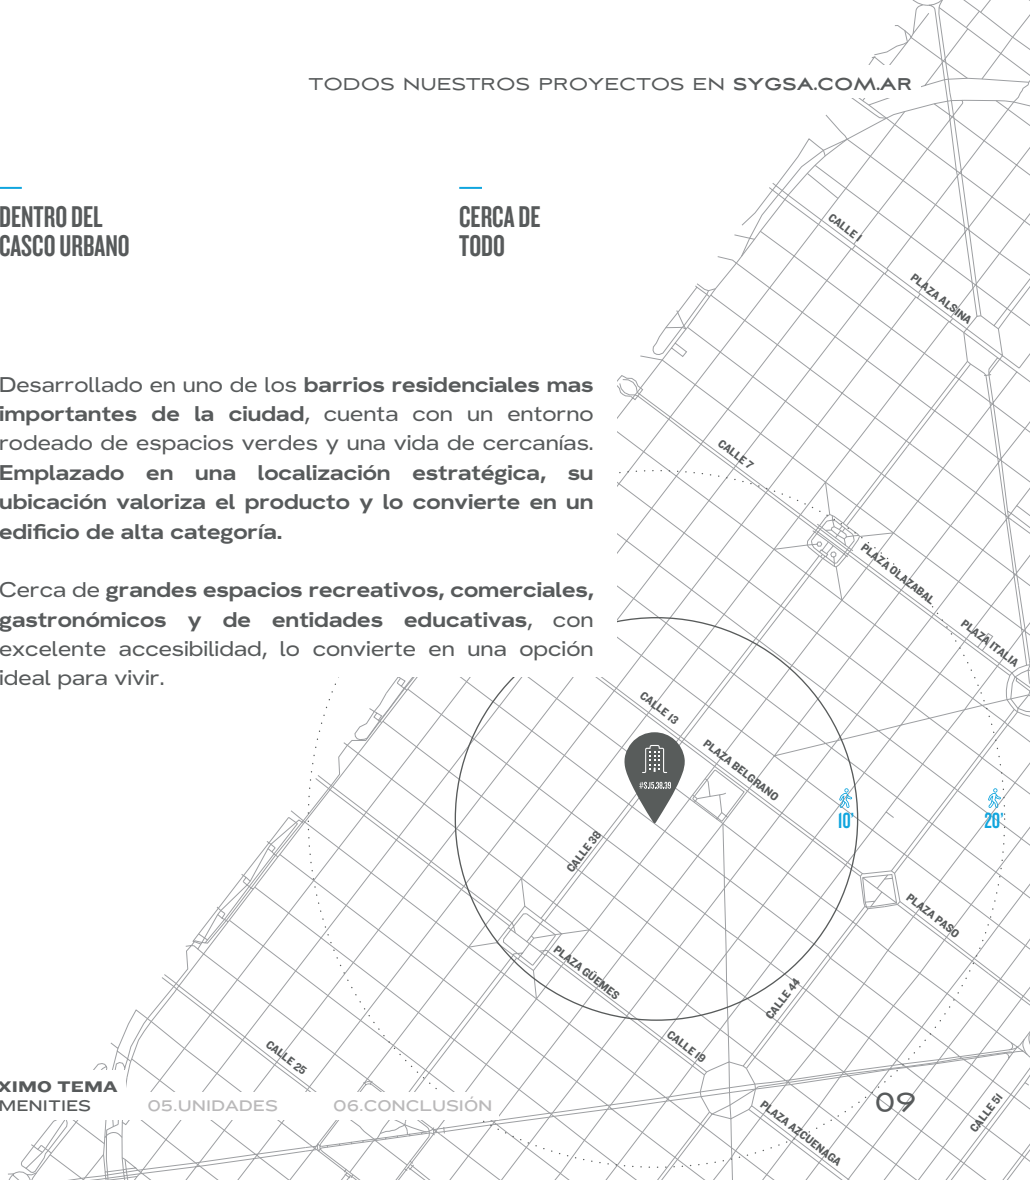 TODOS NUESTROS PROYECTOS EN SYGSA.COM.AR
DENTRO DEL
CASCO URBANO
CERCA DE
TODO
Desarrollado en uno de los barrios residenciales mas
importantes de la ciudad, cuenta con un entorno
rodeado de espacios verdes y una vida de cercanías.
Emplazado en una localización estratégica, su
ubicación valoriza el producto y lo convierte en un
edificio de alta categoría.
Cerca de grandes espacios recreativos, comerciales,
gastronómicos y de entidades educativas, con
excelente accesibilidad, lo convierte en una opción
ideal para vivir.
CALLE 1
PLAZA ALSINA
CALLE 7
PLAZA OLAZABAL
PLAZA ITALIA
CALLE 13
PLAZA BELGRANO
#SJ5.38.39
10'
20'
CALLE 38
PLAZA PASO
PLAZA GÜEMES
CALLE 44
CALLE 19
CALLE 25
PLAZA AZCUENAGA
CALLE 51
XIMO TEMA
MENITIES
05.UNIDADES
06.CONCLUSIÓN
09